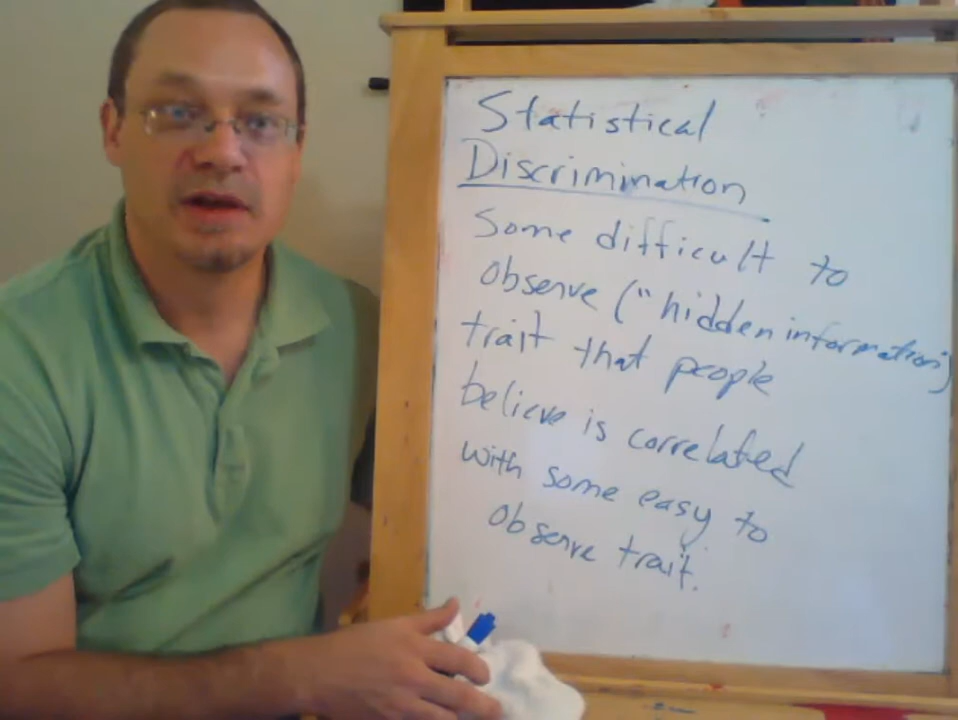 Statistical
Discrimination
Some difficult to
observe ("hidden information")
trait that people
believe is correlated
with some easy to
observe trait.